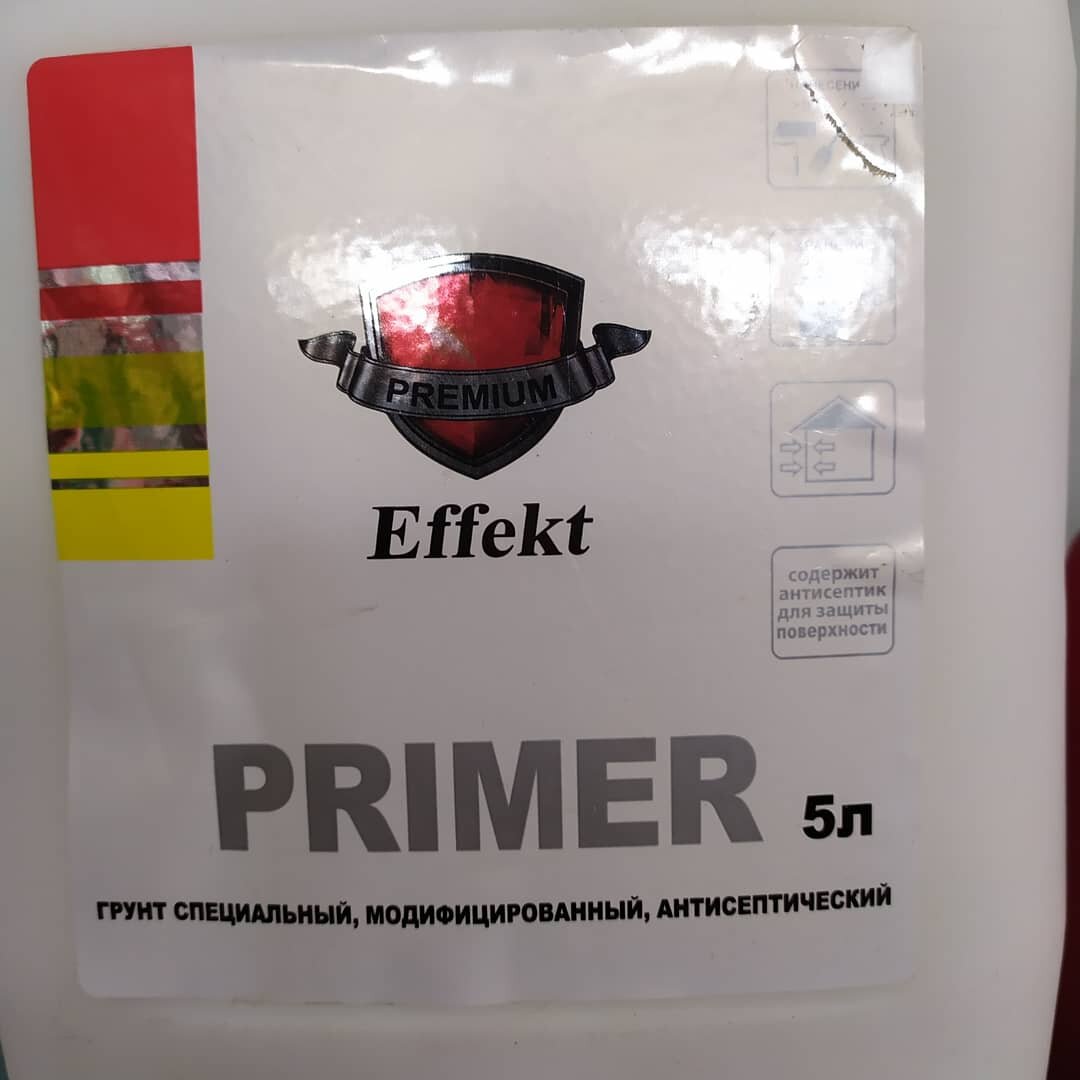 PREMIUM
Effekt
содержит
антисептик
для защиты
поверхности
PRIMER
5л
ГРУНТ СПЕЦИАЛЬНЫЙ, МОДИФИЦИРОВАННЫЙ, АНТИСЕПТИЧЕСКИЙ